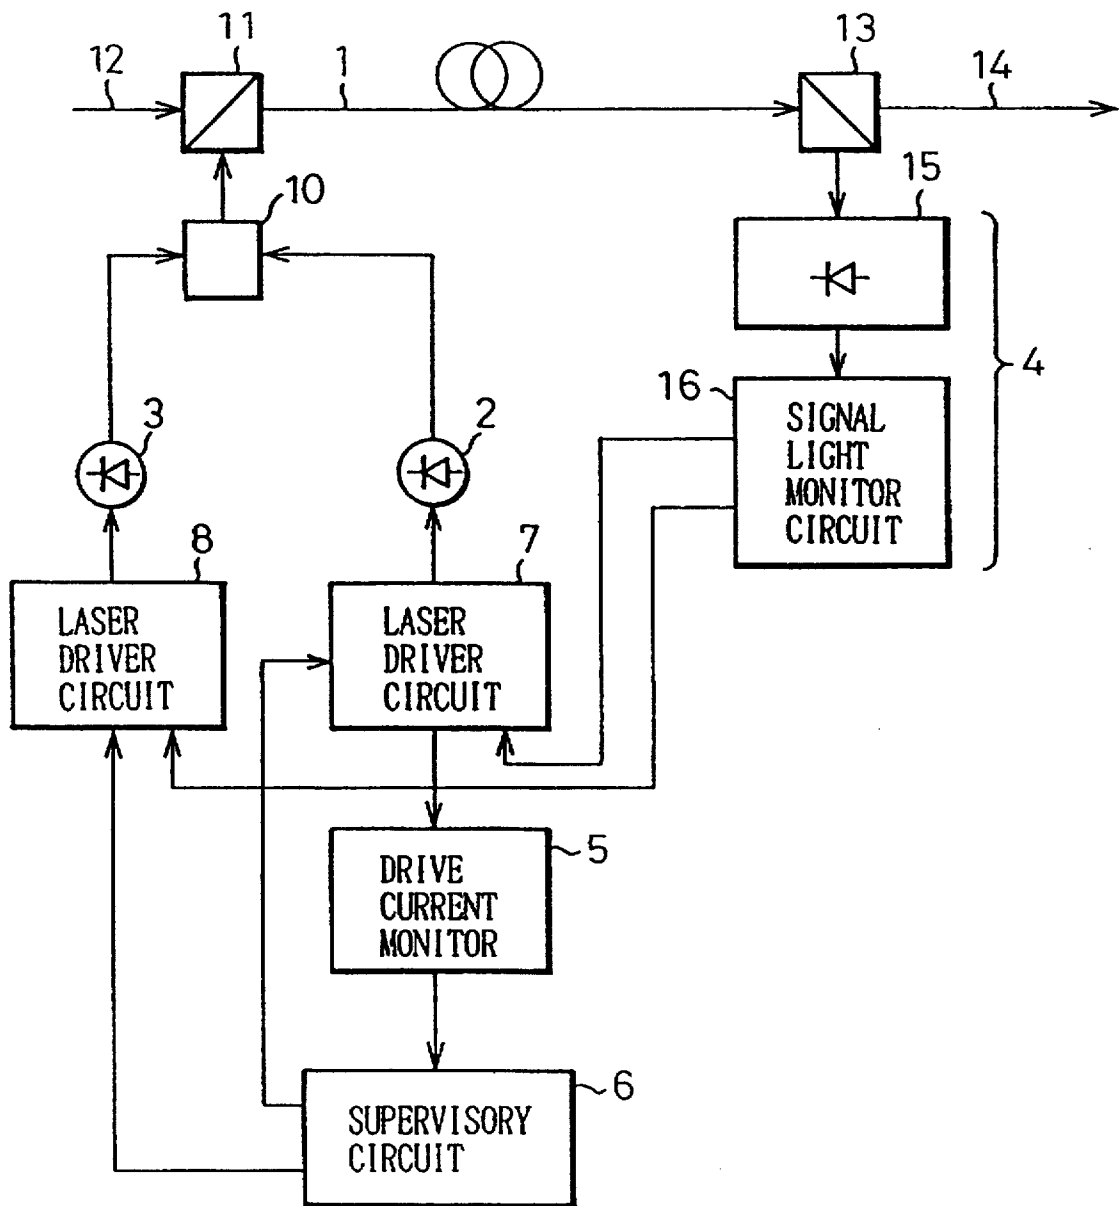 11
12
1
13
14
10
15
4
16
SIGNAL
LIGHT
MONITOR
CIRCUIT
3
2
8
7
LASER
DRIVER
CIRCUIT
LASER
DRIVER
CIRCUIT
5
DRIVE
CURRENT
MONITOR
6
SUPERVISORY
CIRCUIT